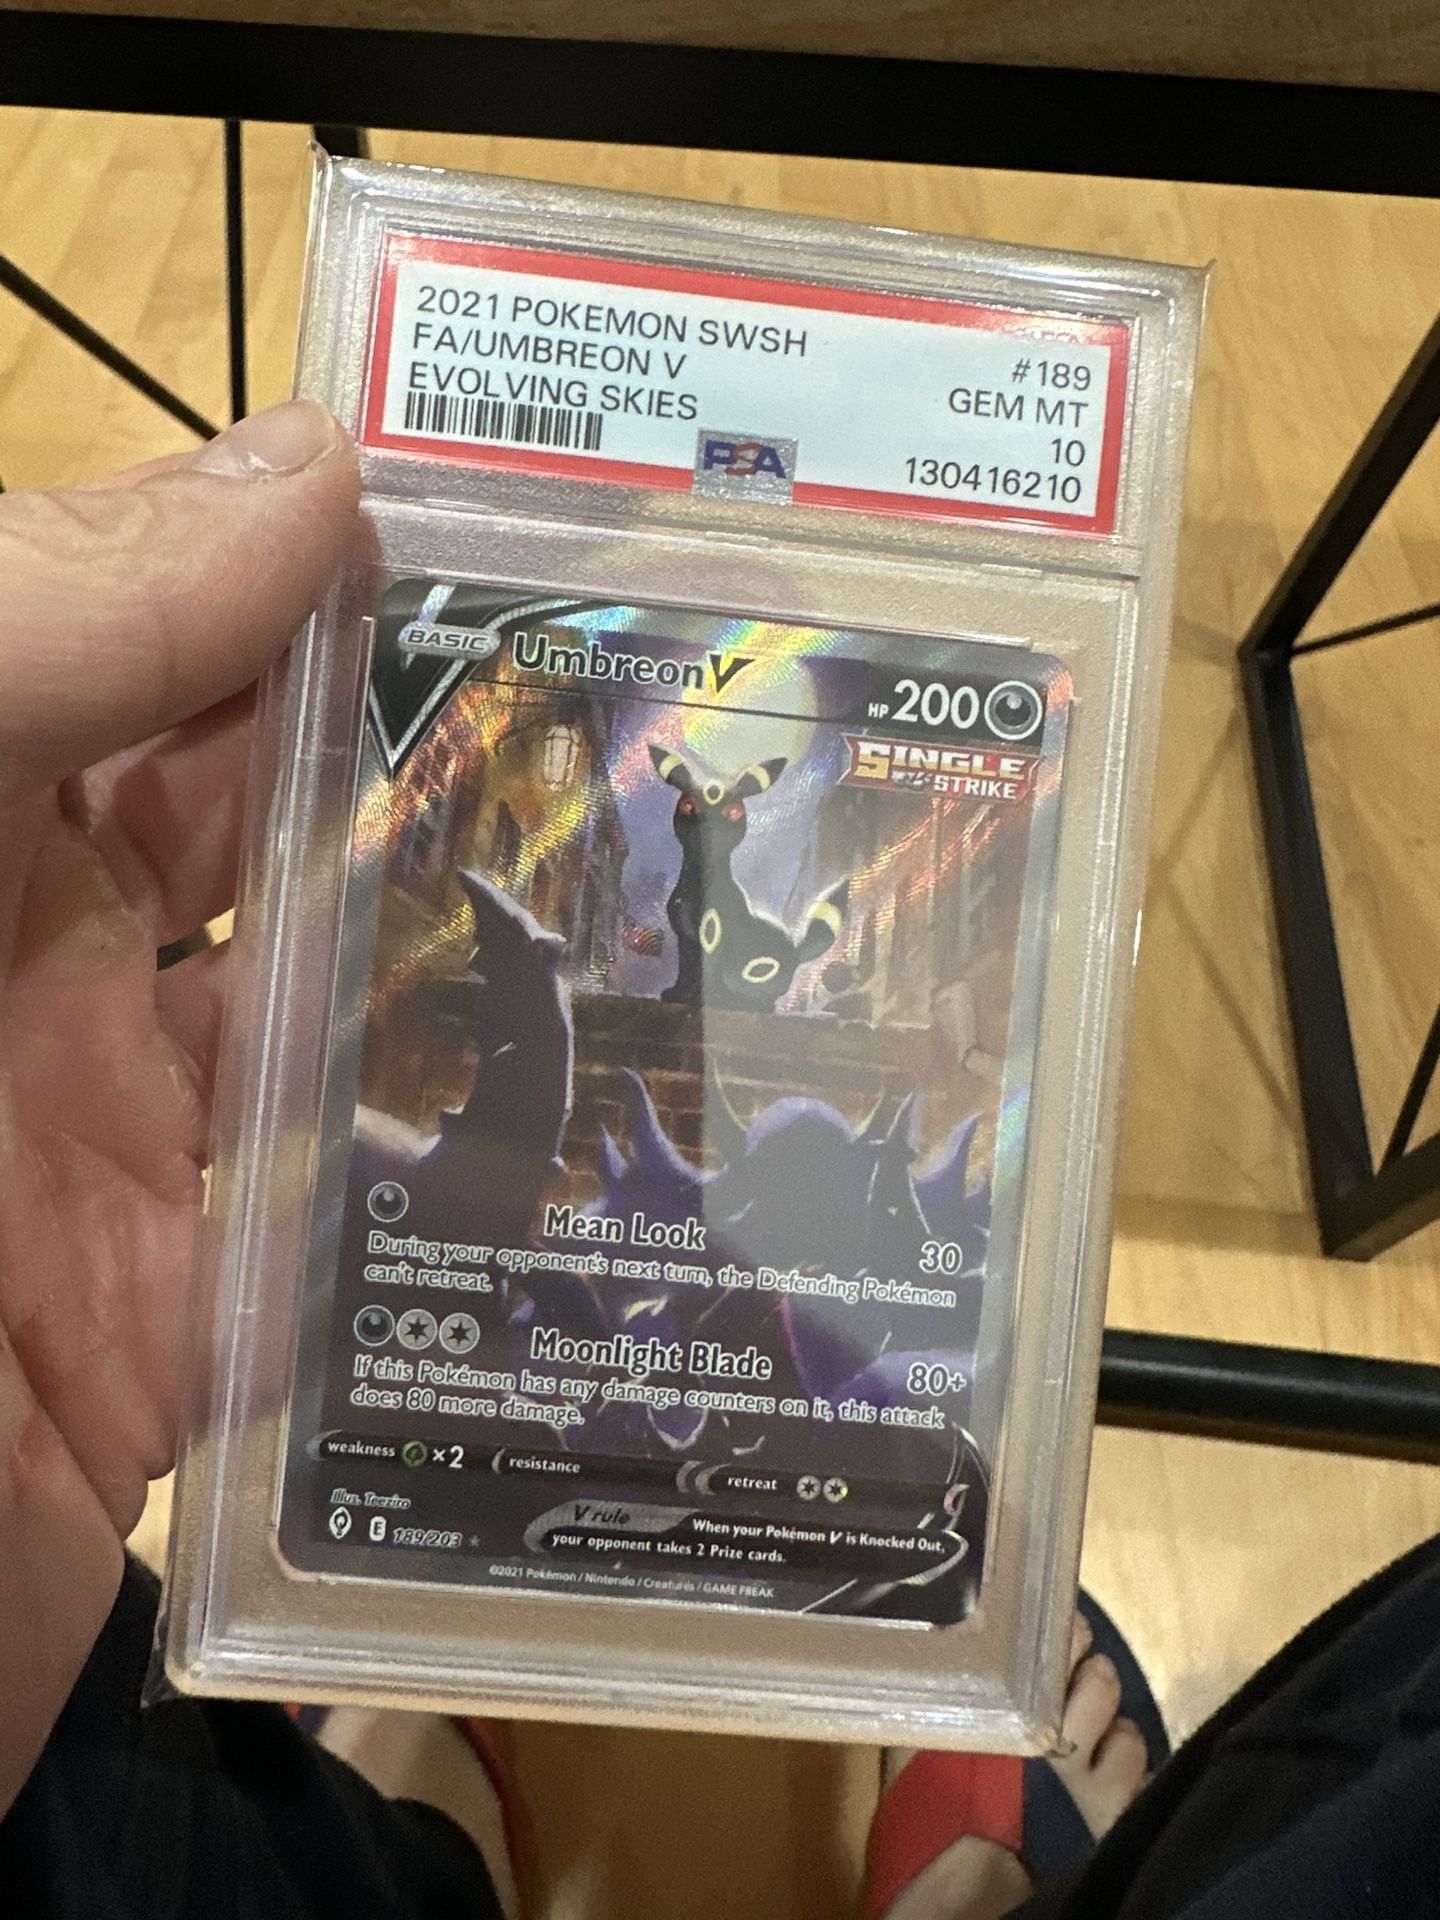 2021 POKEMON SWSH #189
FA/UMBREON V GEM MT
EVOLVING SKIES 10
PSA 130416210
BASIC Umbreon V HP 200
SINGLE
STRIKE
Mean Look 30
During your opponent's next turn, the Defending Pokémon
can't retreat.
Moonlight Blade 80+
If this Pokémon has any damage counters on it, this attack
does 80 more damage.
weakness ×2 resistance retreat
Illus. Teeziro
V rule When your Pokémon V is Knocked Out,
E 189/203 your opponent takes 2 Prize cards.
©2021 Pokémon / Nintendo / Creatures / GAME FREAK